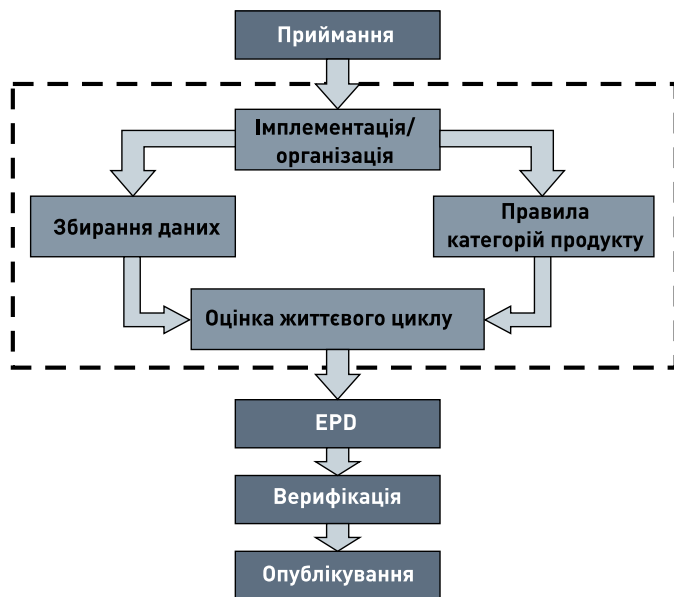 Приймання
Імплементація/
організація
Збирання даних
Правила
категорій продукту
Оцінка життєвого циклу
EPD
Верифікація
Опублікування